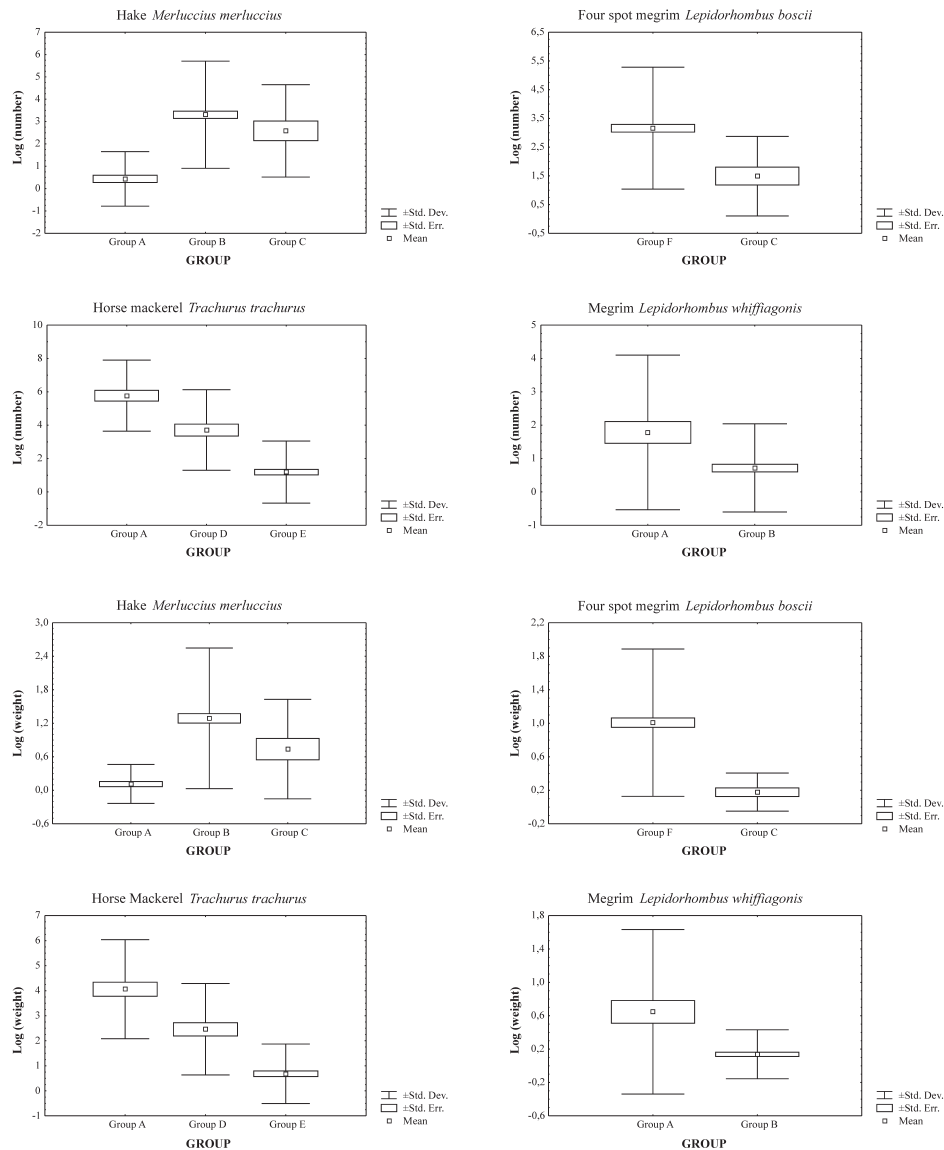 Hake Merluccius merluccius
7
6
5
4
3
2
1
0
-1
-2
Log (number)
Group A Group B Group C
GROUP
±Std. Dev.
±Std. Err.
Mean
Four spot megrim Lepidorhombus boscii
6,5
5,5
4,5
3,5
2,5
1,5
0,5
-0,5
Log (number)
Group F Group C
GROUP
±Std. Dev.
±Std. Err.
Mean
Horse mackerel Trachurus trachurus
10
8
6
4
2
0
-2
Log (number)
Group A Group D Group E
GROUP
±Std. Dev.
±Std. Err.
Mean
Megrim Lepidorhombus whiffiagonis
5
4
3
2
1
0
-1
Log (number)
Group A Group B
GROUP
±Std. Dev.
±Std. Err.
Mean
Hake Merluccius merluccius
3,0
2,4
1,8
1,2
0,6
0,0
-0,6
Log (weight)
Group A Group B Group C
GROUP
±Std. Dev.
±Std. Err.
Mean
Four spot megrim Lepidorhombus boscii
2,2
1,8
1,4
1,0
0,6
0,2
-0,2
Log (weight)
Group F Group C
GROUP
±Std. Dev.
±Std. Err.
Mean
Horse Mackerel Trachurus trachurus
7
6
5
4
3
2
1
0
-1
Log (weight)
Group A Group D Group E
GROUP
±Std. Dev.
±Std. Err.
Mean
Megrim Lepidorhombus whiffiagonis
1,8
1,4
1,0
0,6
0,2
-0,2
-0,6
Log (weight)
Group A Group B
GROUP
±Std. Dev.
±Std. Err.
Mean